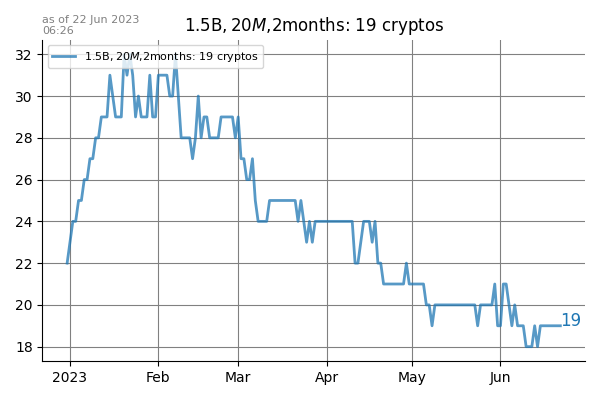 as of 22 Jun 2023
06:26
1.5B, 20M,2months: 19 cryptos
1.5B, 20M,2months: 19 cryptos
32
30
28
26
24
22
20
18
19
2023
Feb
Mar
Apr
May
Jun